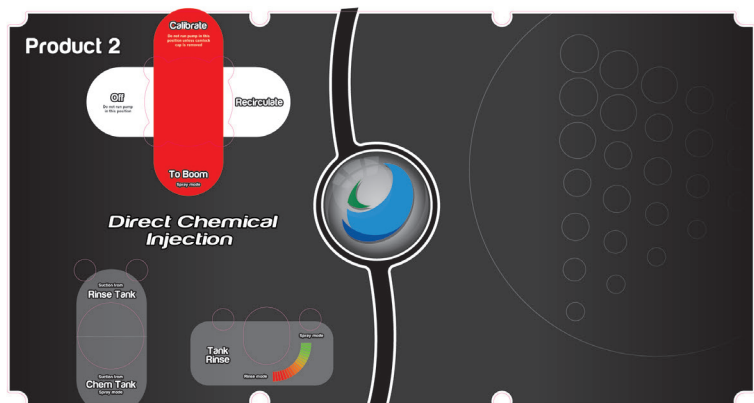 Product 2
Calibrate
Do not run pump in this
position unless camlock
cap is removed
Off
Do not run pump
in this position
Recirculate
To Boom
Spray mode
Direct Chemical
Injection
Suction from
Rinse Tank
Suction from
Chem Tank
Spray mode
Tank
Rinse
Spray mode
Rinse mode